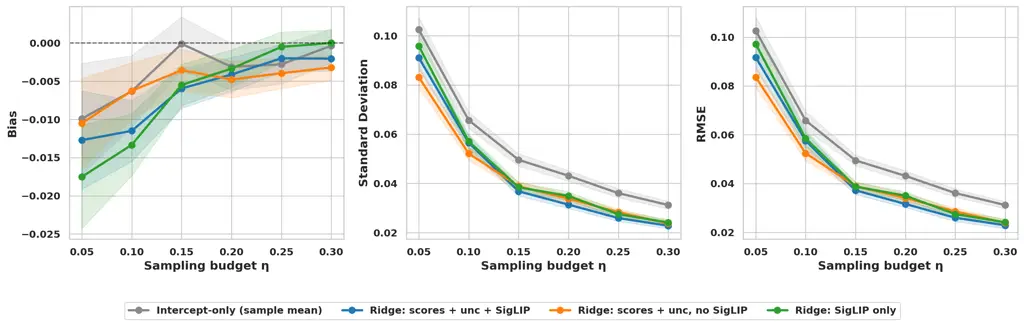 Bias
0.000
−0.005
−0.010
−0.015
−0.020
−0.025
0.05 0.10 0.15 0.20 0.25 0.30
Sampling budget η
Standard Deviation
0.10
0.08
0.06
0.04
0.02
0.05 0.10 0.15 0.20 0.25 0.30
Sampling budget η
RMSE
0.10
0.08
0.06
0.04
0.02
0.05 0.10 0.15 0.20 0.25 0.30
Sampling budget η
Intercept-only (sample mean) Ridge: scores + unc + SigLIP Ridge: scores + unc, no SigLIP Ridge: SigLIP only